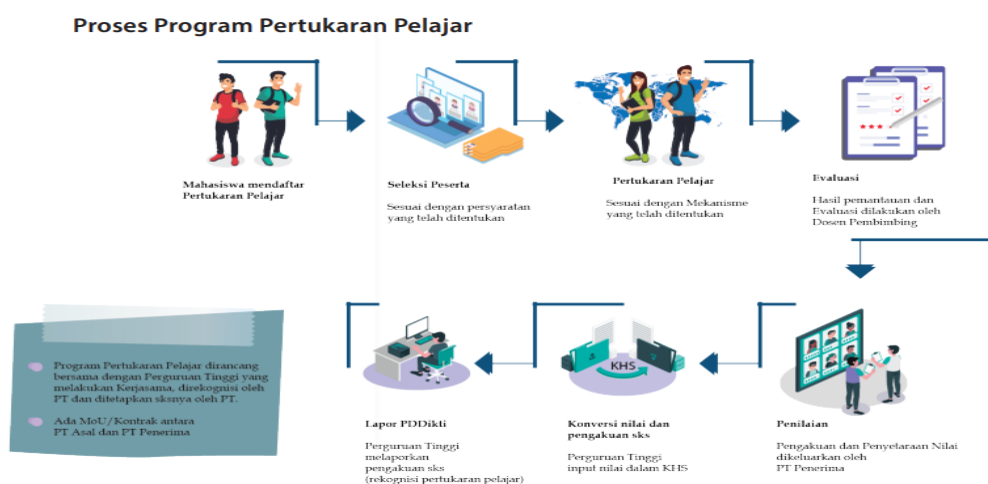 Proses Program Pertukaran Pelajar
Mahasiswa mendaftar
Pertukaran Pelajar
Seleksi Peserta
Sesuai dengan persyaratan
yang telah ditentukan
Pertukaran Pelajar
Sesuai dengan Mekanisme
yang telah ditentukan
Evaluasi
Hasil pemantauan dan
Evaluasi dilakukan oleh
Dosen Pembimbing
Program Pertukaran Pelajar dirancang
bersama dengan Perguruan Tinggi yang
melakukan Kerjasama, direkognisi oleh
PT dan ditetapkan sksnya oleh PT.
Ada MoU/Kontrak antara
PT Asal dan PT Penerima
Lapor PDDikti
Perguruan Tinggi
melaporkan
pengakuan sks
(rekognisi pertukaran pelajar)
KHS
Konversi nilai dan
pengakuan sks
Perguruan Tinggi
input nilai dalam KHS
Penilaian
Pengakuan dan Penyetaraan Nilai
dikeluarkan oleh
PT Penerima